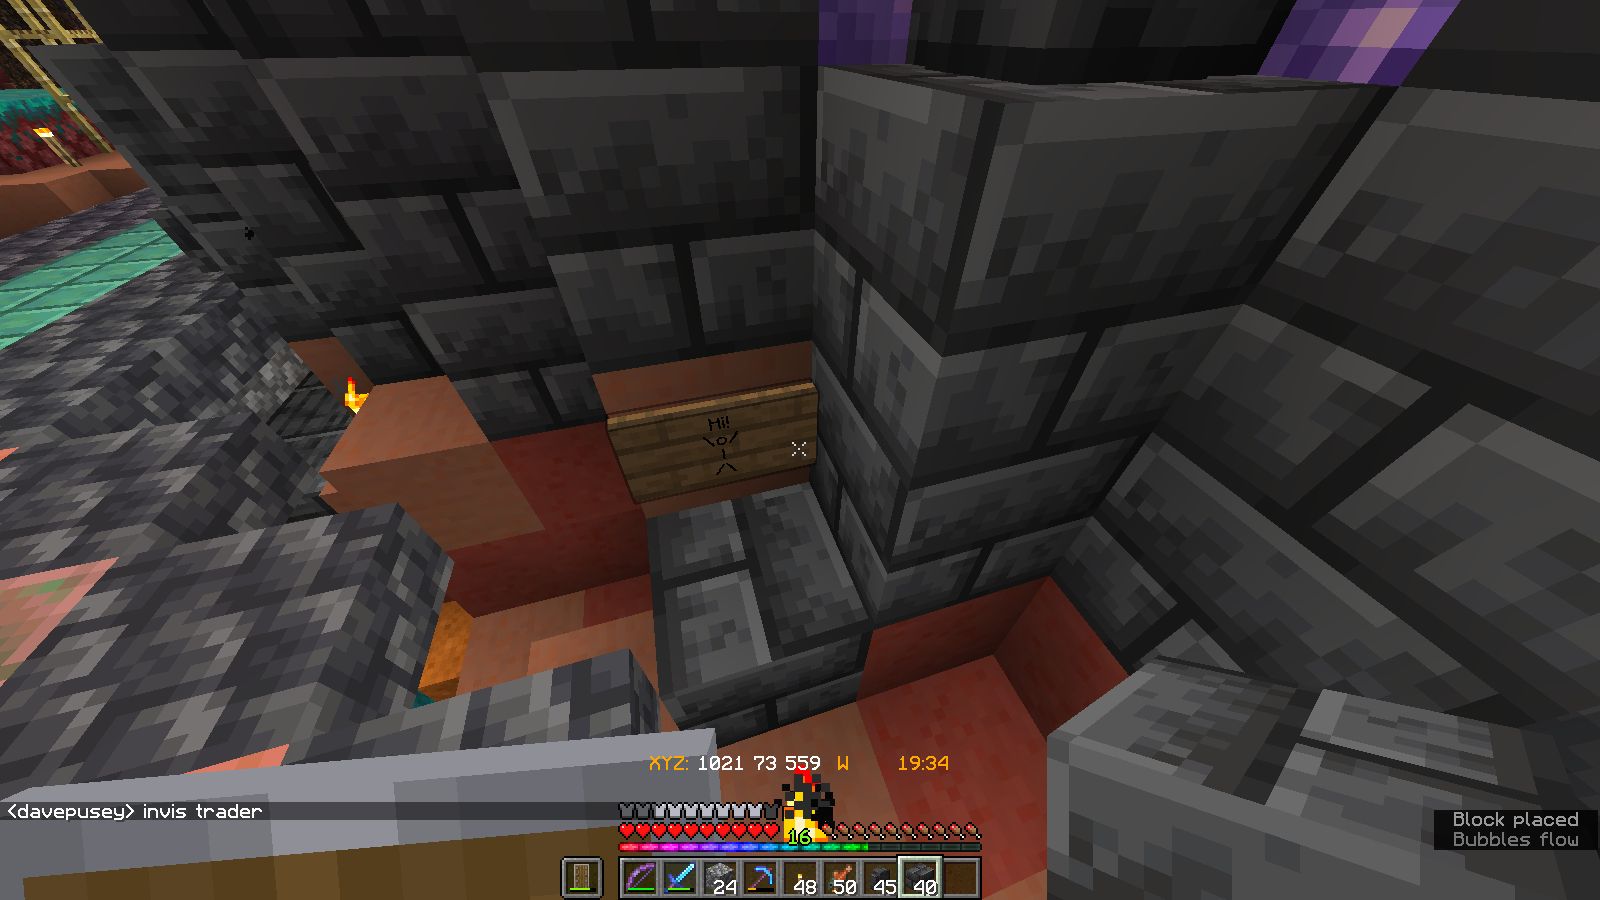 Hi!
\o/
|
/\
XYZ: 1021 73 559 W 19:34
<davepusey> invis trader
Block placed
Bubbles flow
16
24
48
50
45
40